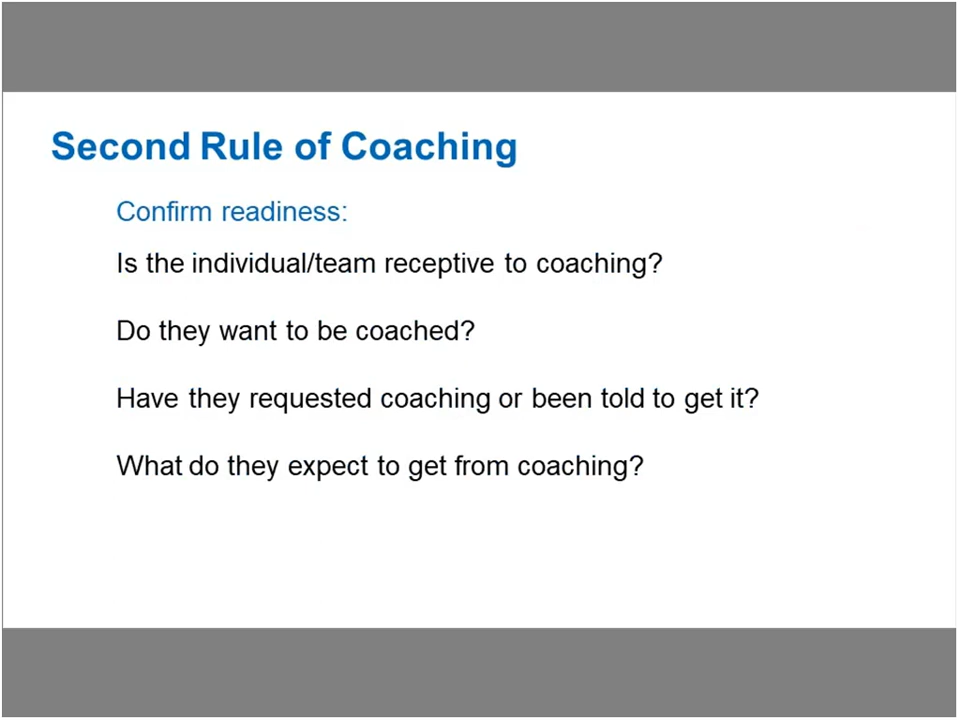 Second Rule of Coaching
Confirm readiness:
Is the individual/team receptive to coaching?
Do they want to be coached?
Have they requested coaching or been told to get it?
What do they expect to get from coaching?